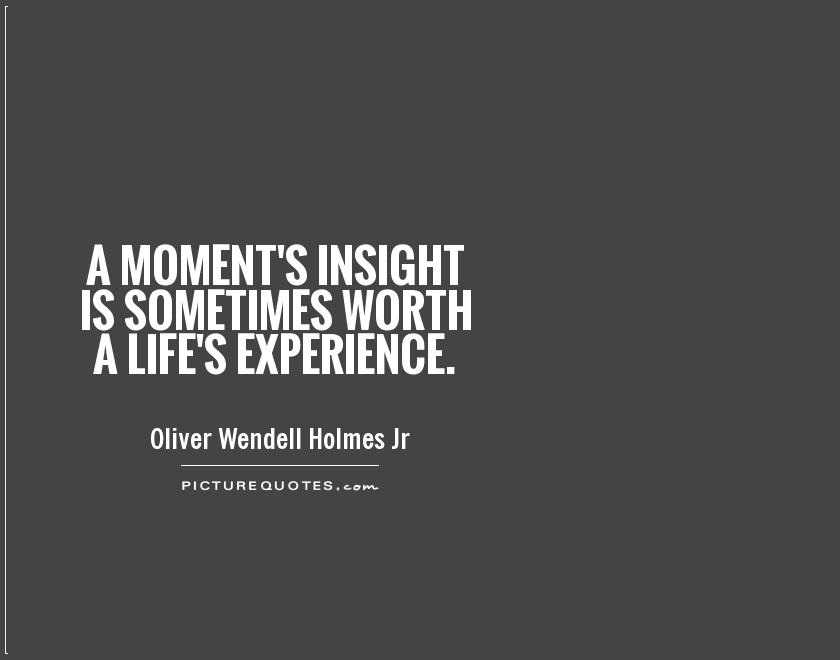 A MOMENT'S INSIGHT
IS SOMETIMES WORTH
A LIFE'S EXPERIENCE.
Oliver Wendell Holmes Jr
PICTUREQUOTES.com